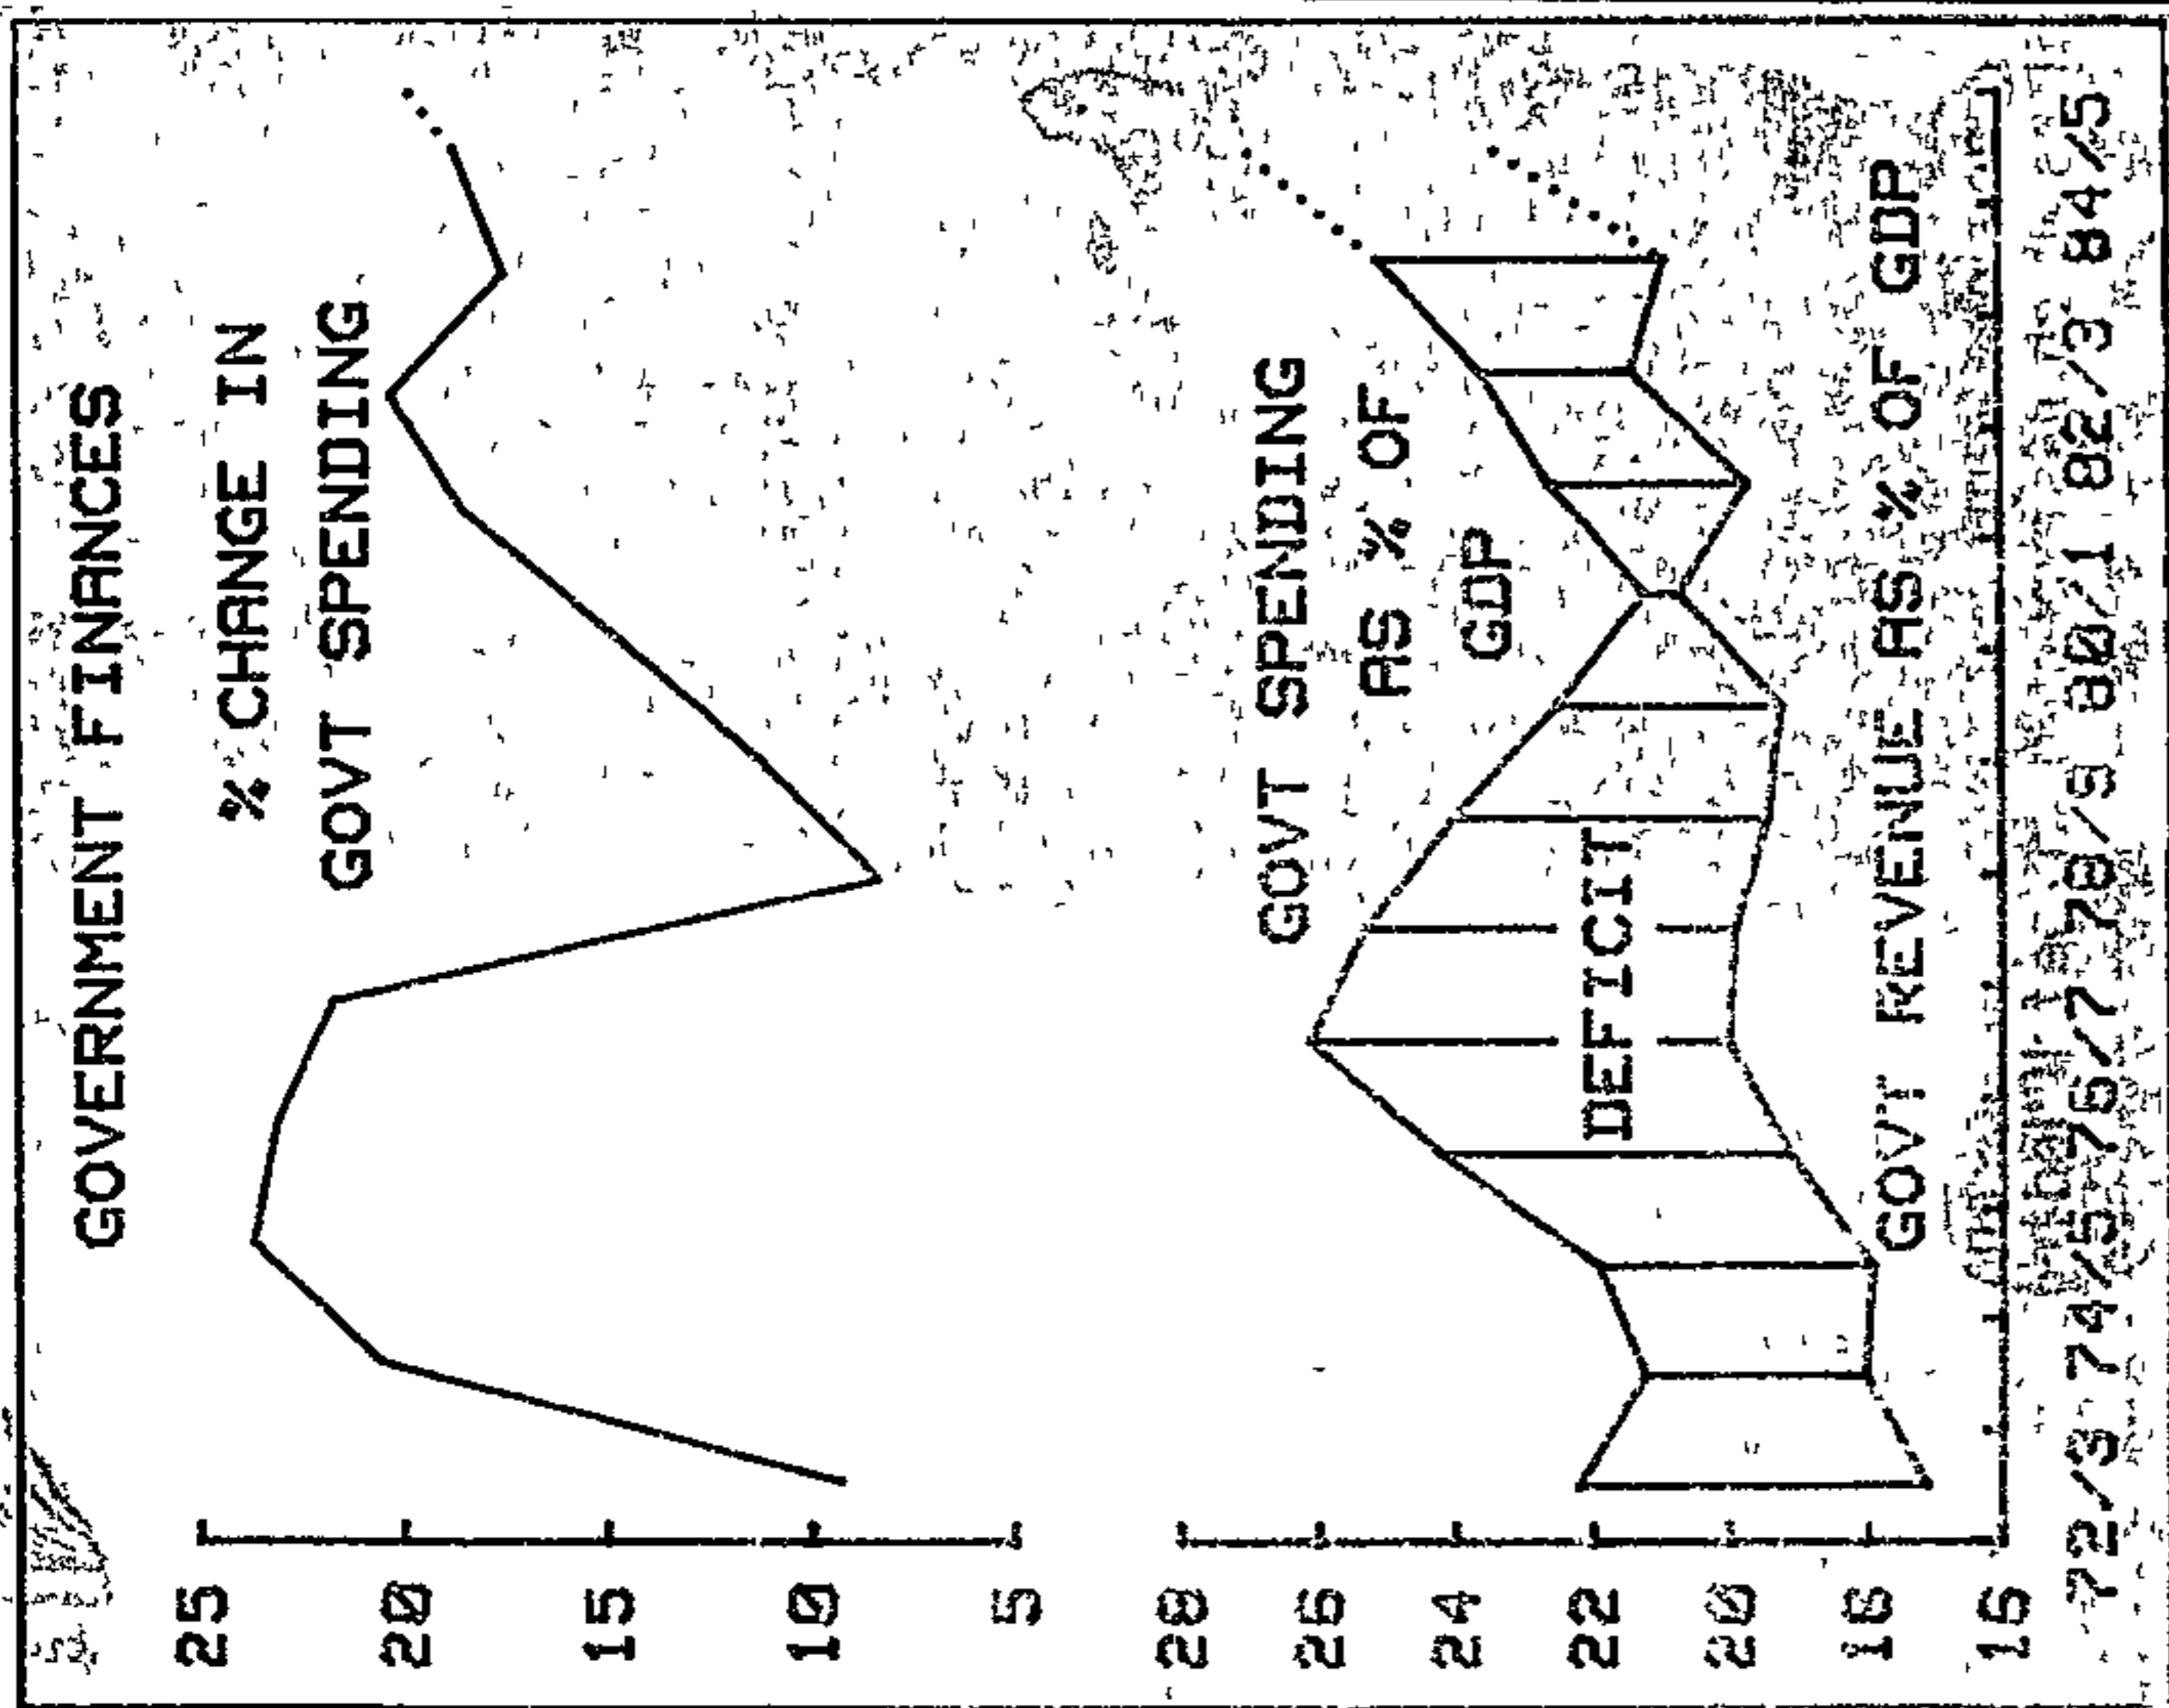 GOVERNMENT FINANCES
% CHANGE IN
GOVT SPENDING
25
20
15
10
5
GOVT SPENDING
AS % OF
GDP
28
26
24
22
20
18
16
DEFICIT
GOVT REVENUE AS % OF GDP
72/3 74/5 76/7 78/9 80/1 82/3 84/5